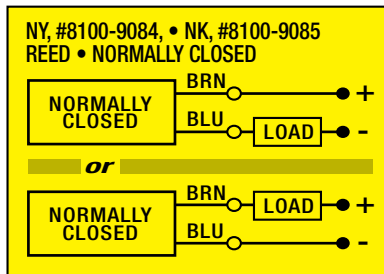 NY, #8100-9084, • NK, #8100-9085
REED • NORMALLY CLOSED
BRN
+
NORMALLY
CLOSED
BLU
LOAD
-
or
BRN
LOAD
+
NORMALLY
CLOSED
BLU
-